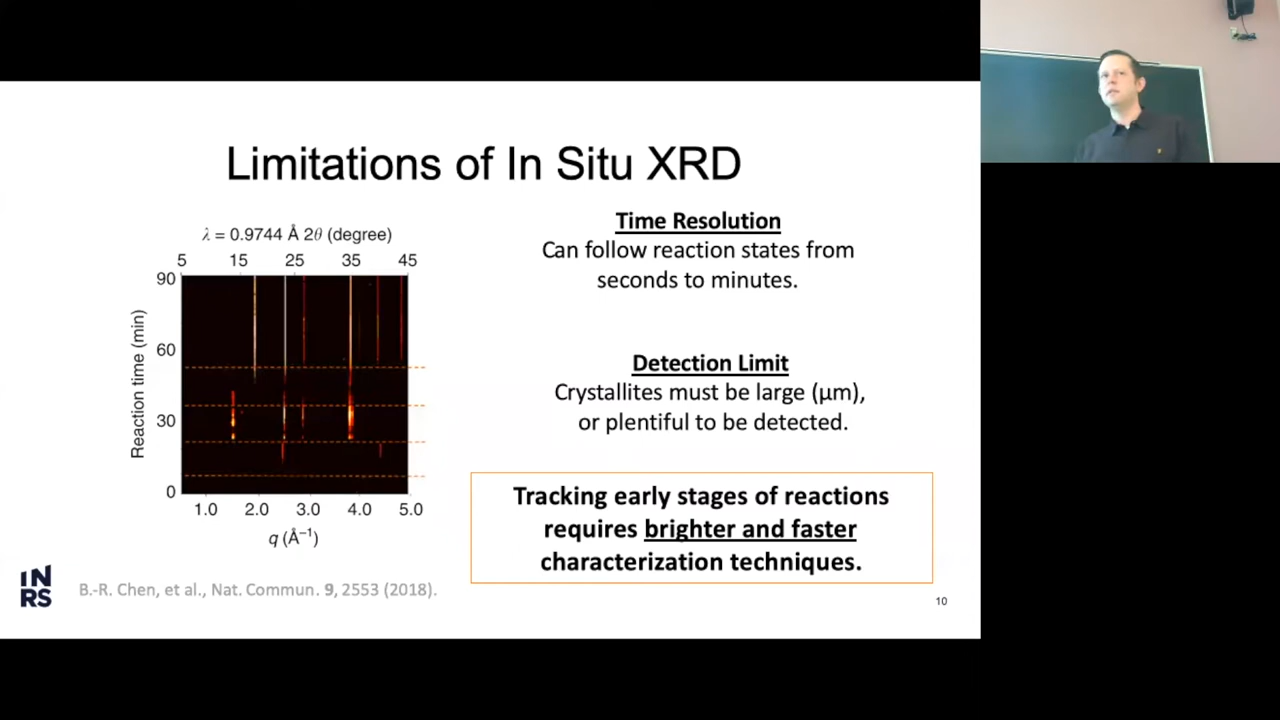 Limitations of In Situ XRD
λ = 0.9744 Å 2θ (degree)
5 15 25 35 45
90
60
30
0
Reaction time (min)
1.0 2.0 3.0 4.0 5.0
q (Å⁻¹)
Time Resolution
Can follow reaction states from
seconds to minutes.
Detection Limit
Crystallites must be large (μm),
or plentiful to be detected.
Tracking early stages of reactions
requires brighter and faster
characterization techniques.
IN
RS
B.-R. Chen, et al., Nat. Commun. 9, 2553 (2018).
10